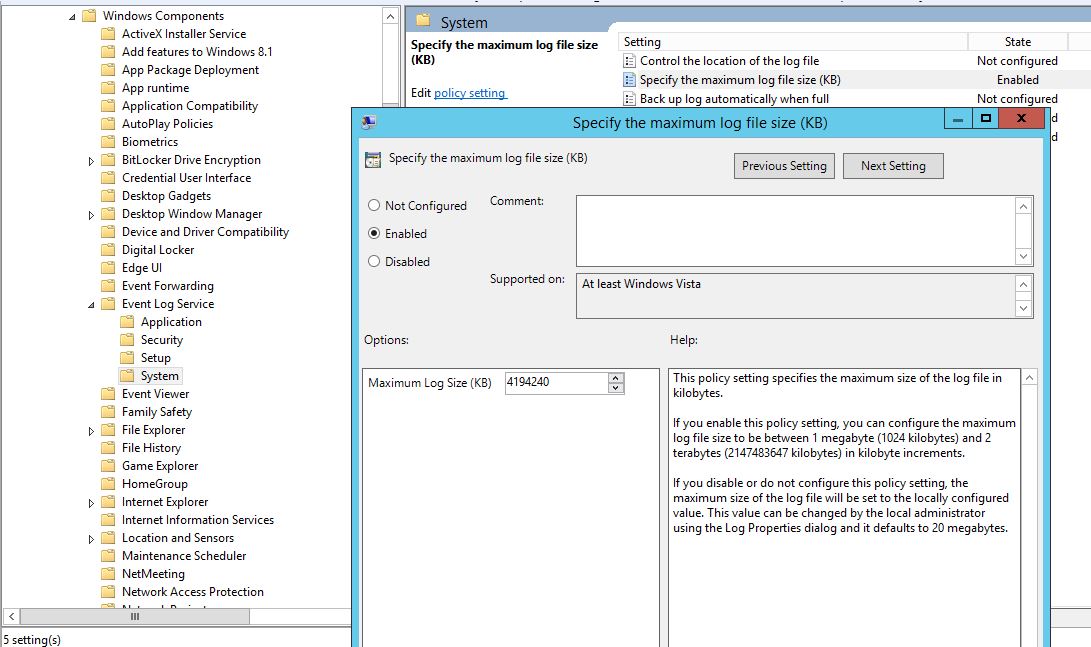 Windows Components
ActiveX Installer Service
Add features to Windows 8.1
App Package Deployment
App runtime
Application Compatibility
AutoPlay Policies
Biometrics
BitLocker Drive Encryption
Credential User Interface
Desktop Gadgets
Desktop Window Manager
Device and Driver Compatibility
Digital Locker
Edge UI
Event Forwarding
Event Log Service
Application
Security
Setup
System
Event Viewer
Family Safety
File Explorer
File History
Game Explorer
HomeGroup
Internet Explorer
Internet Information Services
Location and Sensors
Maintenance Scheduler
NetMeeting
Network Access Protection
5 setting(s)
System
Specify the maximum log file size
(KB)
Edit policy setting
Setting State
Control the location of the log file Not configured
Specify the maximum log file size (KB) Enabled
Back up log automatically when full Not configured
d
d
Specify the maximum log file size (KB)
Specify the maximum log file size (KB)
Previous Setting Next Setting
Not Configured
Enabled
Disabled
Comment:
Supported on: At least Windows Vista
Options:
Maximum Log Size (KB) 4194240
Help:
This policy setting specifies the maximum size of the log file in
kilobytes.
If you enable this policy setting, you can configure the maximum
log file size to be between 1 megabyte (1024 kilobytes) and 2
terabytes (2147483647 kilobytes) in kilobyte increments.
If you disable or do not configure this policy setting, the
maximum size of the log file will be set to the locally configured
value. This value can be changed by the local administrator
using the Log Properties dialog and it defaults to 20 megabytes.